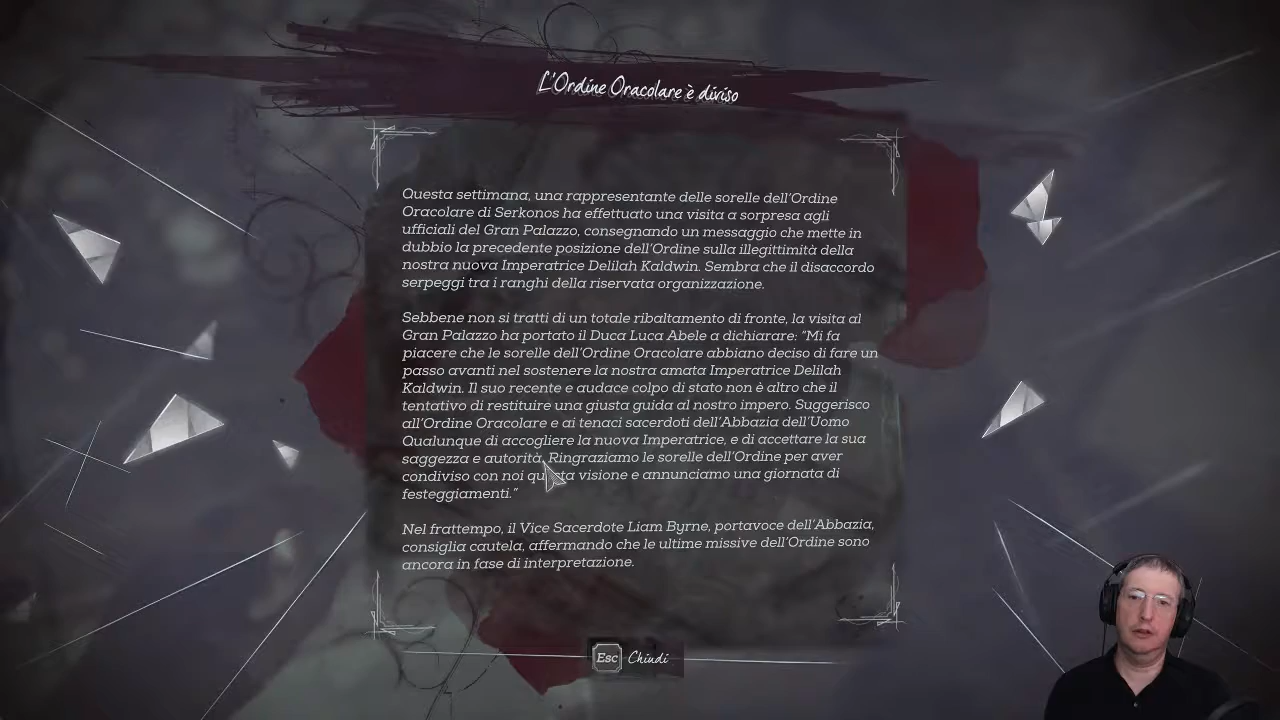 L'Ordine Oracolare è diviso
Questa settimana, una rappresentante delle sorelle dell'Ordine
Oracolare di Serkonos ha effettuato una visita a sorpresa agli
ufficiali del Gran Palazzo, consegnando un messaggio che mette in
dubbio la precedente posizione dell'Ordine sulla illegittimità della
nostra nuova Imperatrice Delilah Kaldwin. Sembra che il disaccordo
serpeggi tra i ranghi della riservata organizzazione.
Sebbene non si tratti di un totale ribaltamento di fronte, la visita al
Gran Palazzo ha portato il Duca Luca Abele a dichiarare: "Mi fa
piacere che le sorelle dell'Ordine Oracolare abbiano deciso di fare un
passo avanti nel sostenere la nostra amata Imperatrice Delilah
Kaldwin. Il suo recente e audace colpo di stato non è altro che il
tentativo di restituire una giusta guida al nostro impero. Suggerisco
all'Ordine Oracolare e ai tenaci sacerdoti dell'Abbazia dell'Uomo
Qualunque di accogliere la nuova Imperatrice, e di accettare la sua
saggezza e autorità. Ringraziamo le sorelle dell'Ordine per aver
condiviso con noi questa visione e annunciamo una giornata di
festeggiamenti."
Nel frattempo, il Vice Sacerdote Liam Byrne, portavoce dell'Abbazia,
consiglia cautela, affermando che le ultime missive dell'Ordine sono
ancora in fase di interpretazione.
Esc Chiudi